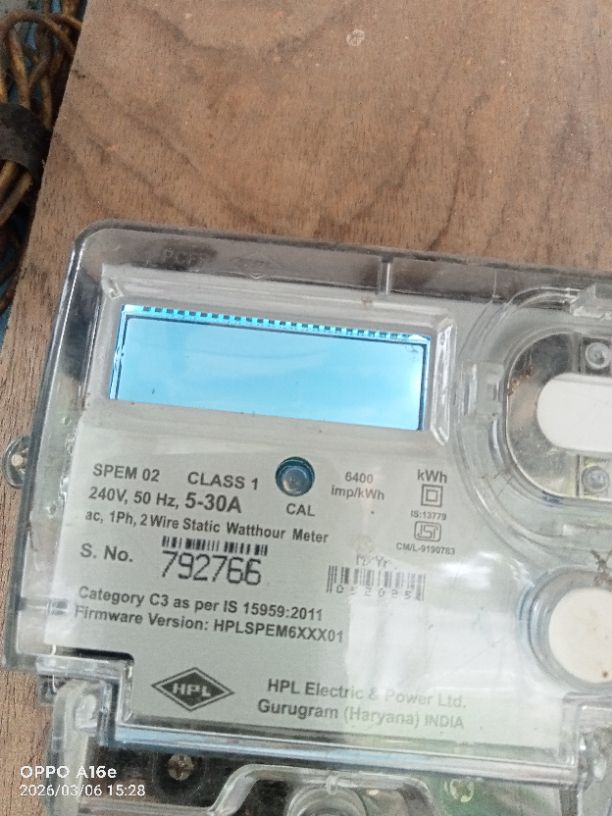 SPEM 02 CLASS 1
240V, 50 Hz, 5-30A
ac, 1Ph, 2 Wire Static Watthour Meter
CAL
6400
imp/kWh
kWh
IS:13779
CM/L-9190763
S. No.
792766
Category C3 as per IS 15959:2011
Firmware Version: HPLSPEM6XXX01
HPL
HPL Electric & Power Ltd.
Gurugram (Haryana) INDIA
OPPO A16e
2026/03/06 15:28